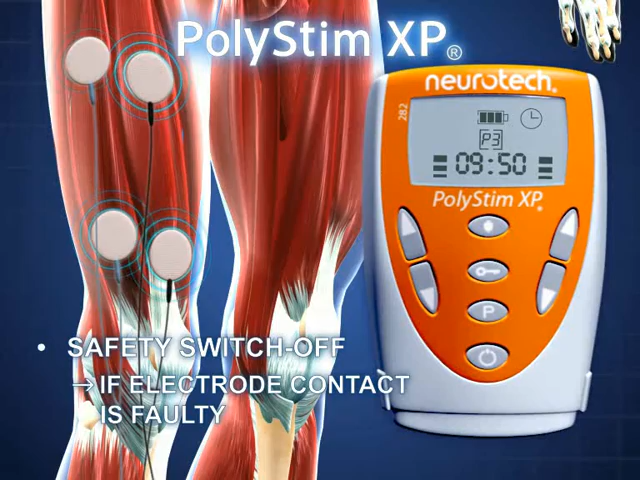 PolyStim XP®
neurotech®
282
P3
09:50
PolyStim XP®
P
• SAFETY SWITCH-OFF
→ IF ELECTRODE CONTACT
IS FAULTY